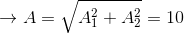 → A = √(A₁² + A₂²) = 10